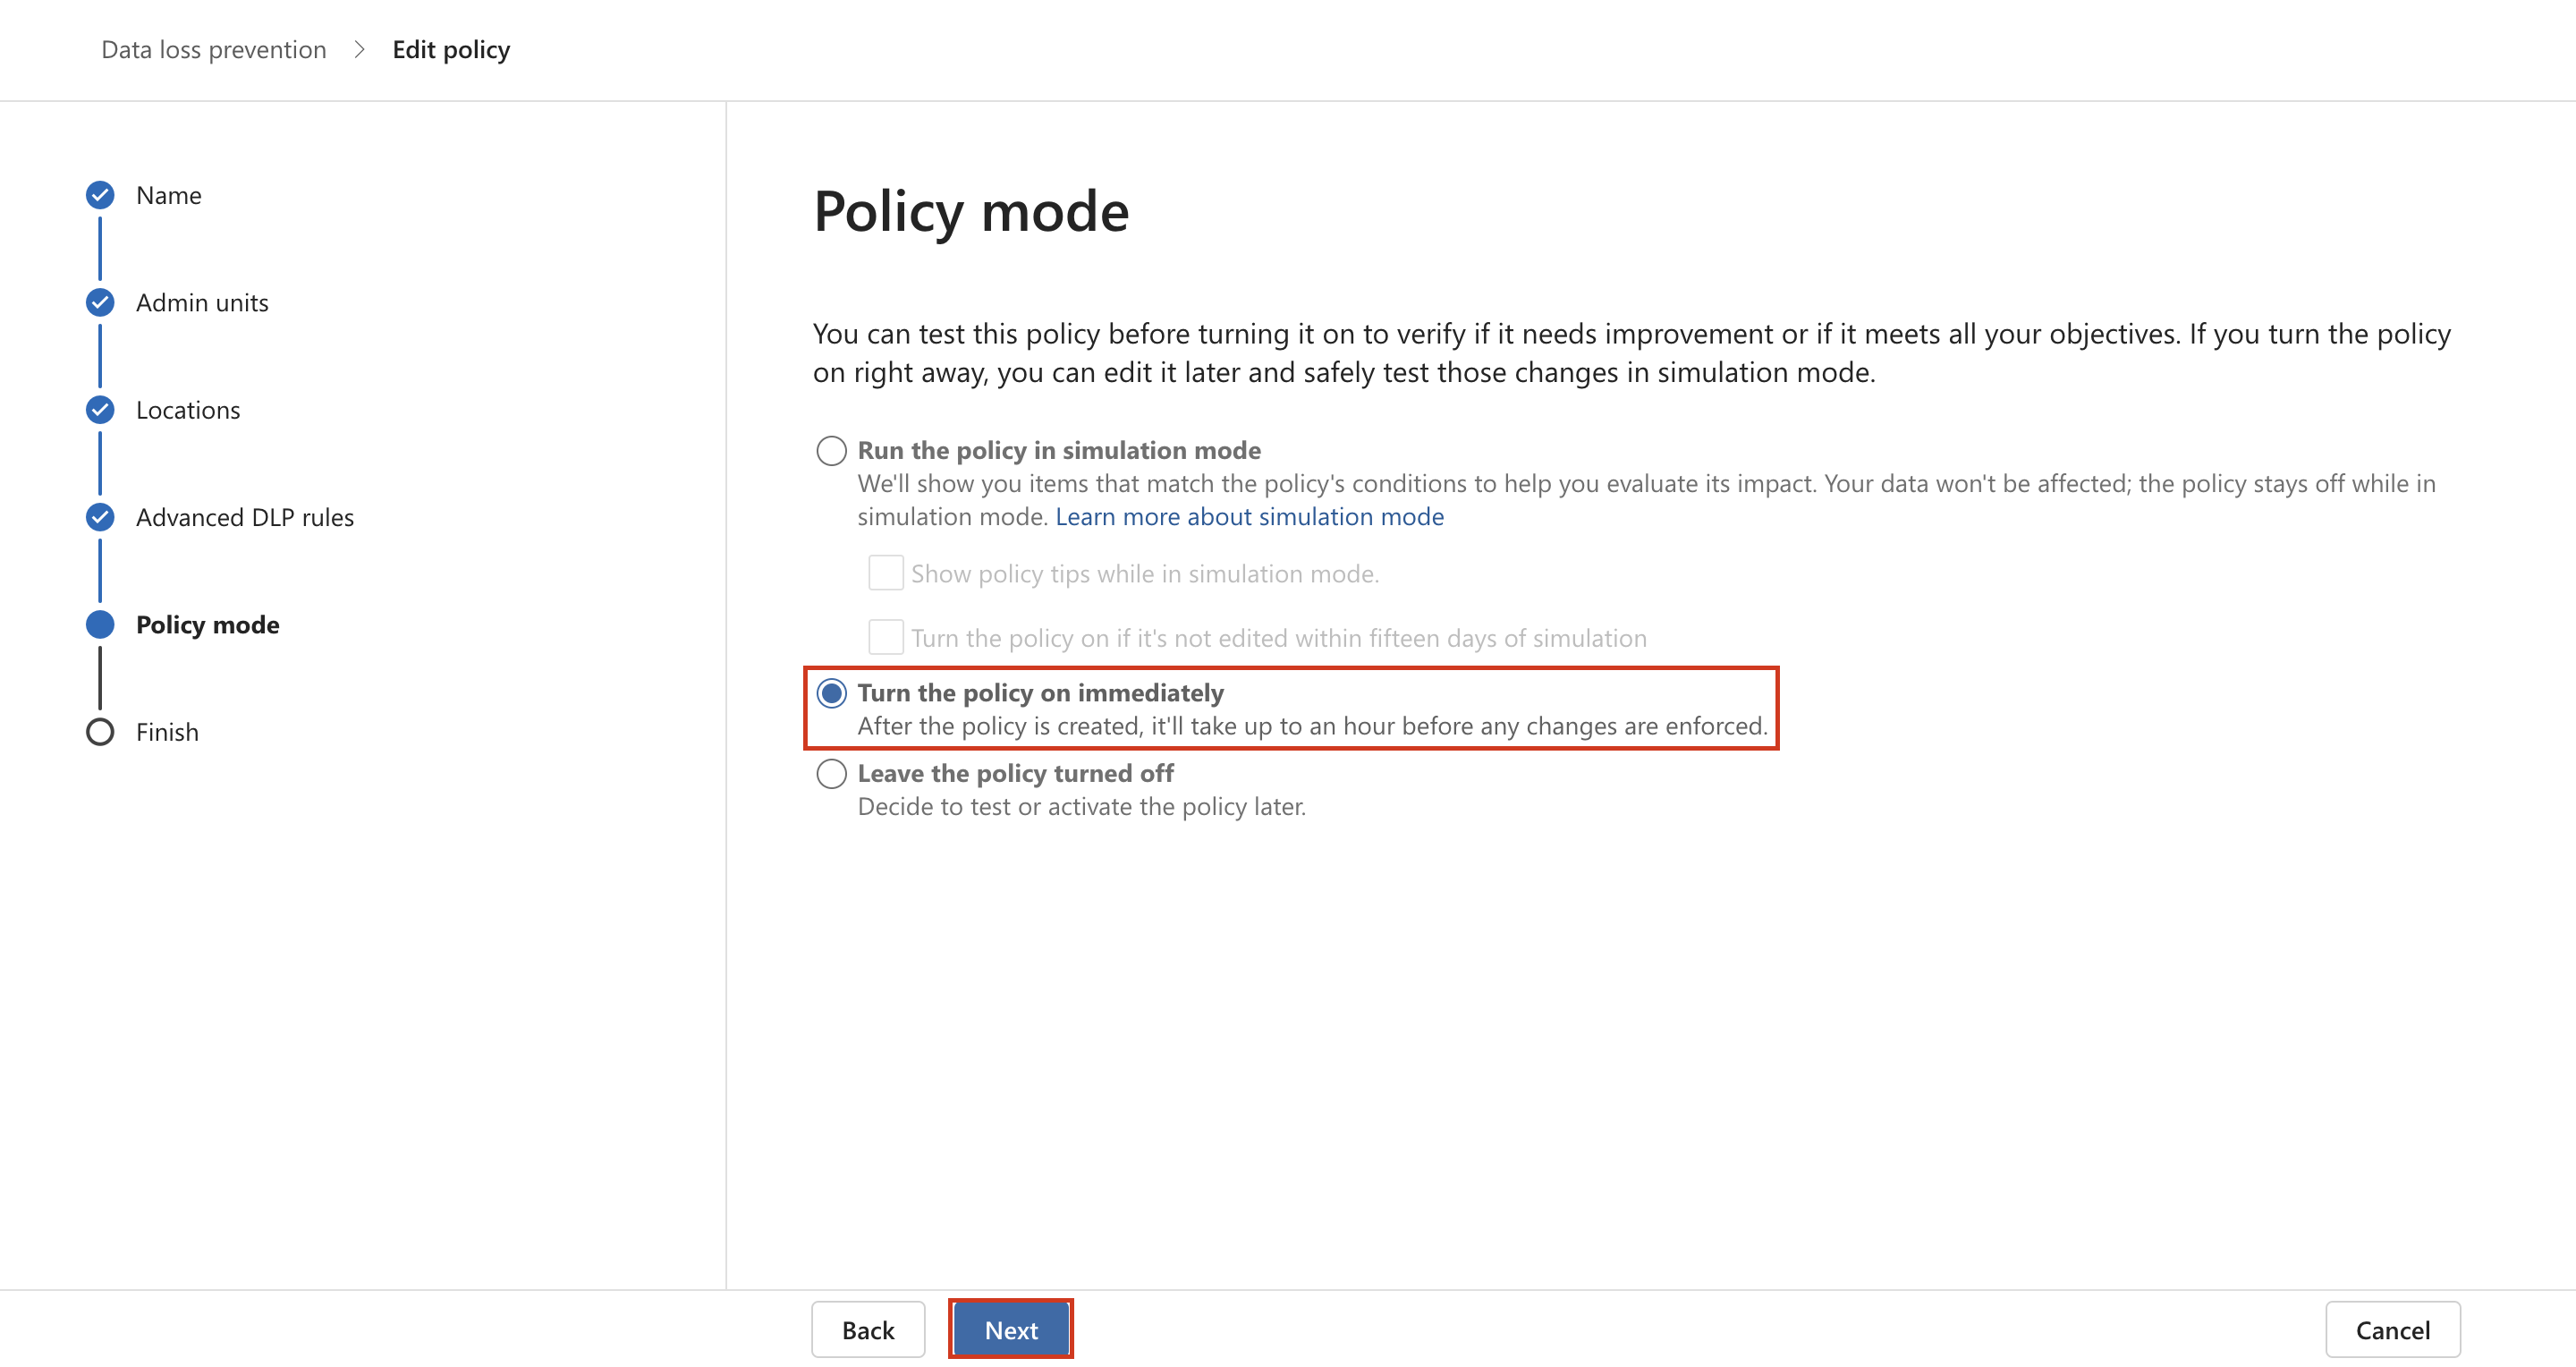 Data loss prevention > Edit policy
Name
Admin units
Locations
Advanced DLP rules
Policy mode
Finish
Policy mode
You can test this policy before turning it on to verify if it needs improvement or if it meets all your objectives. If you turn the policy
on right away, you can edit it later and safely test those changes in simulation mode.
Run the policy in simulation mode
We'll show you items that match the policy's conditions to help you evaluate its impact. Your data won't be affected; the policy stays off while in
simulation mode. Learn more about simulation mode
Show policy tips while in simulation mode.
Turn the policy on if it's not edited within fifteen days of simulation
Turn the policy on immediately
After the policy is created, it'll take up to an hour before any changes are enforced.
Leave the policy turned off
Decide to test or activate the policy later.
Back
Next
Cancel